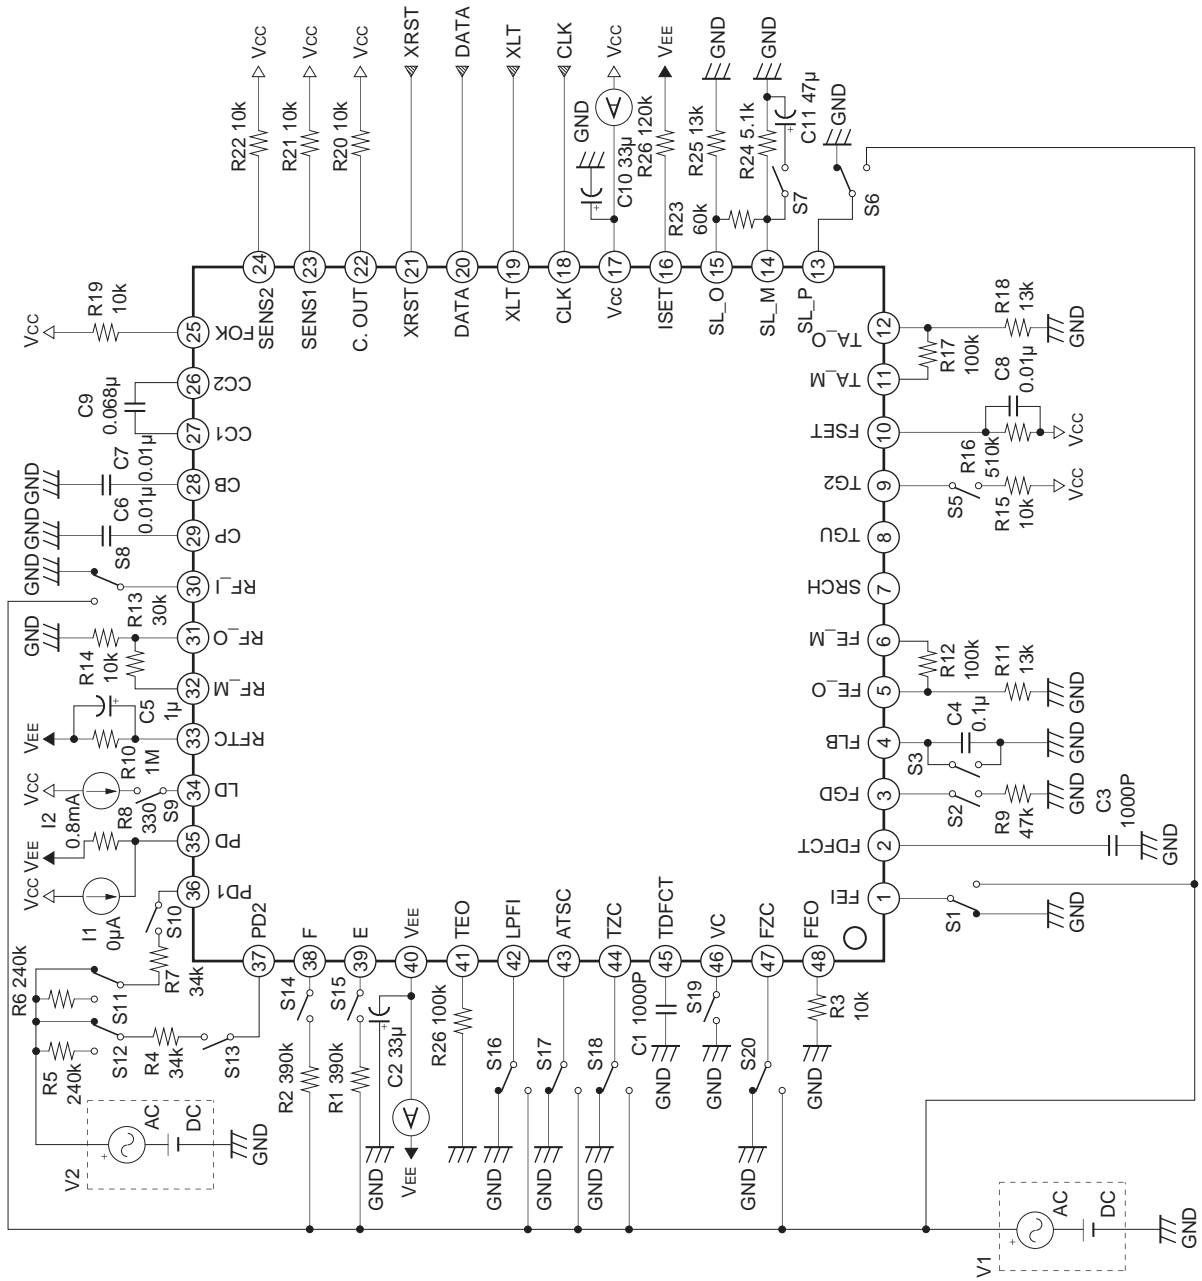 R22 10k
VCC
R21 10k
VCC
R20 10k
VCC
XRST
DATA
XLT
CLK
GND
C10 33µ
A
VCC
R26 120k
VEE
R23
60k
R25 13k
GND
R24 5.1k
GND
C11 47µ
S7
GND
S6
24
SENS2
23
SENS1
22
C. OUT
21
XRST
20
DATA
19
XLT
18
CLK
17
VCC
16
ISET
15
SL_O
14
SL_M
13
SL_P
VCC
R19
10k
25
FOK
C9
0.068µ
26
CC2
27
CC1
GND
C7
0.01µ
28
CB
GND
C6
0.01µ
29
CP
GND
S8
30
RF_I
GND
R14
10k
R13
30k
31
RF_O
32
RF_M
VEE
R10
1M
C5
1µ
33
RFTC
VCC
I2
0.8mA
S9
34
LD
VEE
R8
330
35
PD
VCC
I1
0µA
36
PD1
S10
R7
34k
S11
R6 240k
12
TA_O
11
TA_M
R17
100k
R18
13k
GND
10
FSET
R16
510k
C8
0.01µ
VCC
9
TG2
S5
R15
10k
VCC
8
TGU
7
SRCH
6
FE_M
5
FE_O
R12
100k
R11
13k
GND
4
FLB
S3
C4
0.1µ
GND
3
FGD
S2
R9
47k
GND
2
FDFCT
C3
1000P
GND
1
FEI
S1
GND
37
PD2
S13
R4
34k
S12
R5
240k
V2
AC
DC
GND
38
F
S14
R2 390k
39
E
S15
R1 390k
40
VEE
C2 33µ
GND
A
VEE
41
TEO
R26 100k
GND
42
LPFI
S16
GND
43
ATSC
S17
GND
44
TZC
S18
GND
45
TDFCT
C1 1000P
GND
46
VC
S19
GND
47
FZC
S20
GND
48
FEO
R3
10k
GND
V1
AC
DC
GND